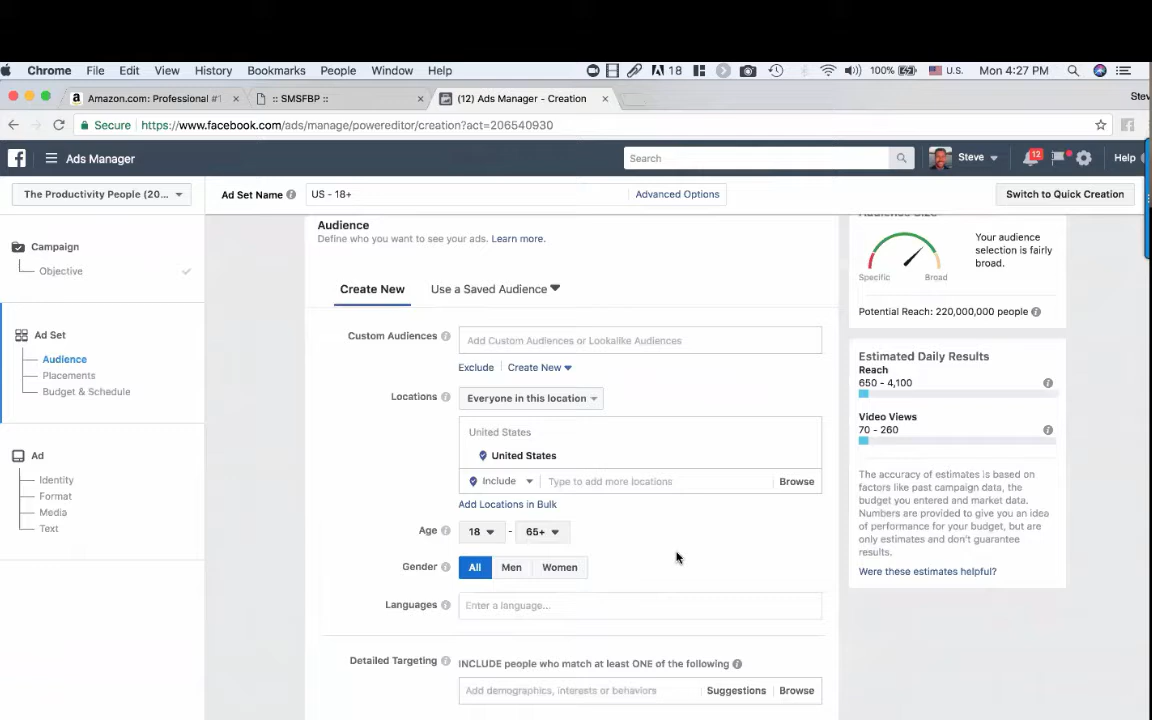 Chrome File Edit View History Bookmarks People Window Help 18 100% U.S. Mon 4:27 PM
Amazon.com: Professional #1 × :: SMSFBP :: × (12) Ads Manager - Creation × Stev
Secure https://www.facebook.com/ads/manage/powereditor/creation?act=206540930
Ads Manager Search Steve 12 Help
The Productivity People (20... Ad Set Name US - 18+ Advanced Options Switch to Quick Creation
Campaign
Objective
Ad Set
Audience
Placements
Budget & Schedule
Ad
Identity
Format
Media
Text
Audience
Define who you want to see your ads. Learn more.
Create New Use a Saved Audience
Custom Audiences Add Custom Audiences or Lookalike Audiences
Exclude Create New
Locations Everyone in this location
United States
United States
Include Type to add more locations Browse
Add Locations in Bulk
Age 18 - 65+
Gender All Men Women
Languages Enter a language...
Detailed Targeting INCLUDE people who match at least ONE of the following
Add demographics, interests or behaviors Suggestions Browse
Audience Size
Your audience
selection is fairly
broad.
Specific Broad
Potential Reach: 220,000,000 people
Estimated Daily Results
Reach
650 - 4,100
Video Views
70 - 260
The accuracy of estimates is based on
factors like past campaign data, the
budget you entered and market data.
Numbers are provided to give you an idea
of performance for your budget, but are
only estimates and don't guarantee
results.
Were these estimates helpful?